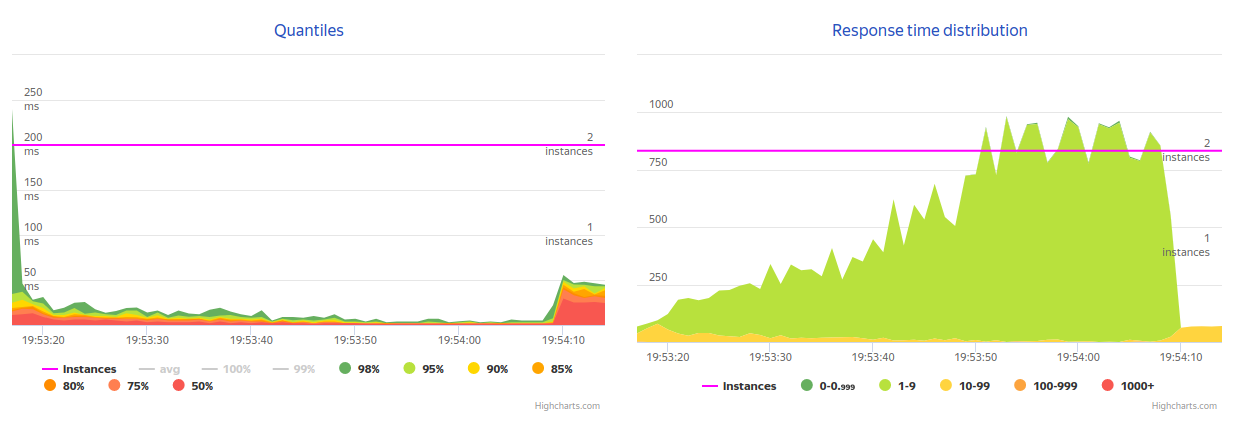 Quantiles
250
ms
200
ms
2
instances
150
ms
100
ms
1
instances
50
ms
19:53:20 19:53:30 19:53:40 19:53:50 19:54:00 19:54:10
Instances avg 100% 99% 98% 95% 90% 85%
80% 75% 50%
Highcharts.com
Response time distribution
1000
2
instances
750
500
1
instances
250
19:53:20 19:53:30 19:53:40 19:53:50 19:54:00 19:54:10
Instances 0-0.999 1-9 10-99 100-999 1000+
Highcharts.com